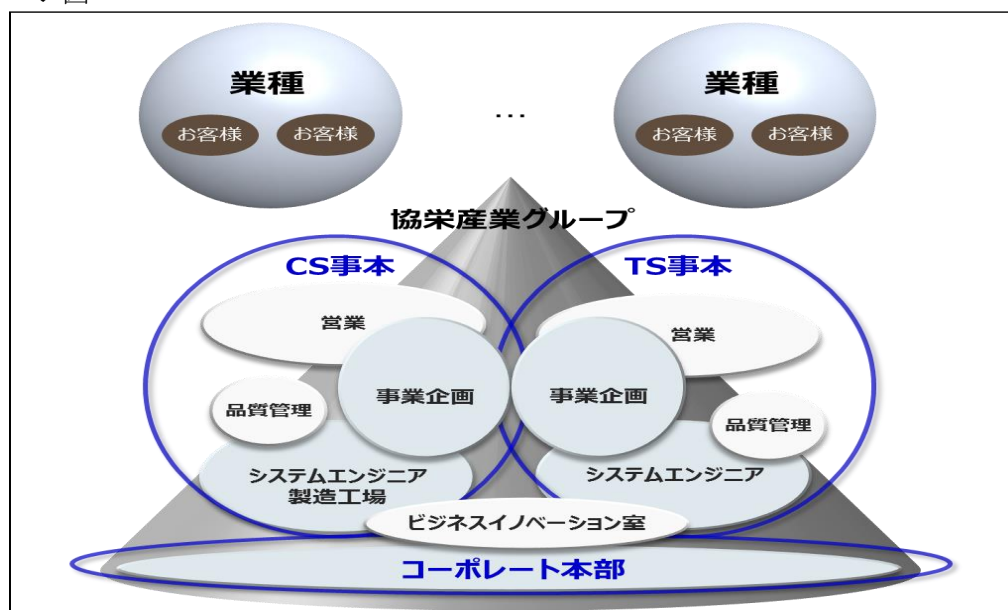 業種
お客様 お客様
…
業種
お客様 お客様
協栄産業グループ
CS事本
TS事本
営業
営業
事業企画
事業企画
品質管理
品質管理
システムエンジニア
製造工場
システムエンジニア
ビジネスイノベーション室
コーポレート本部